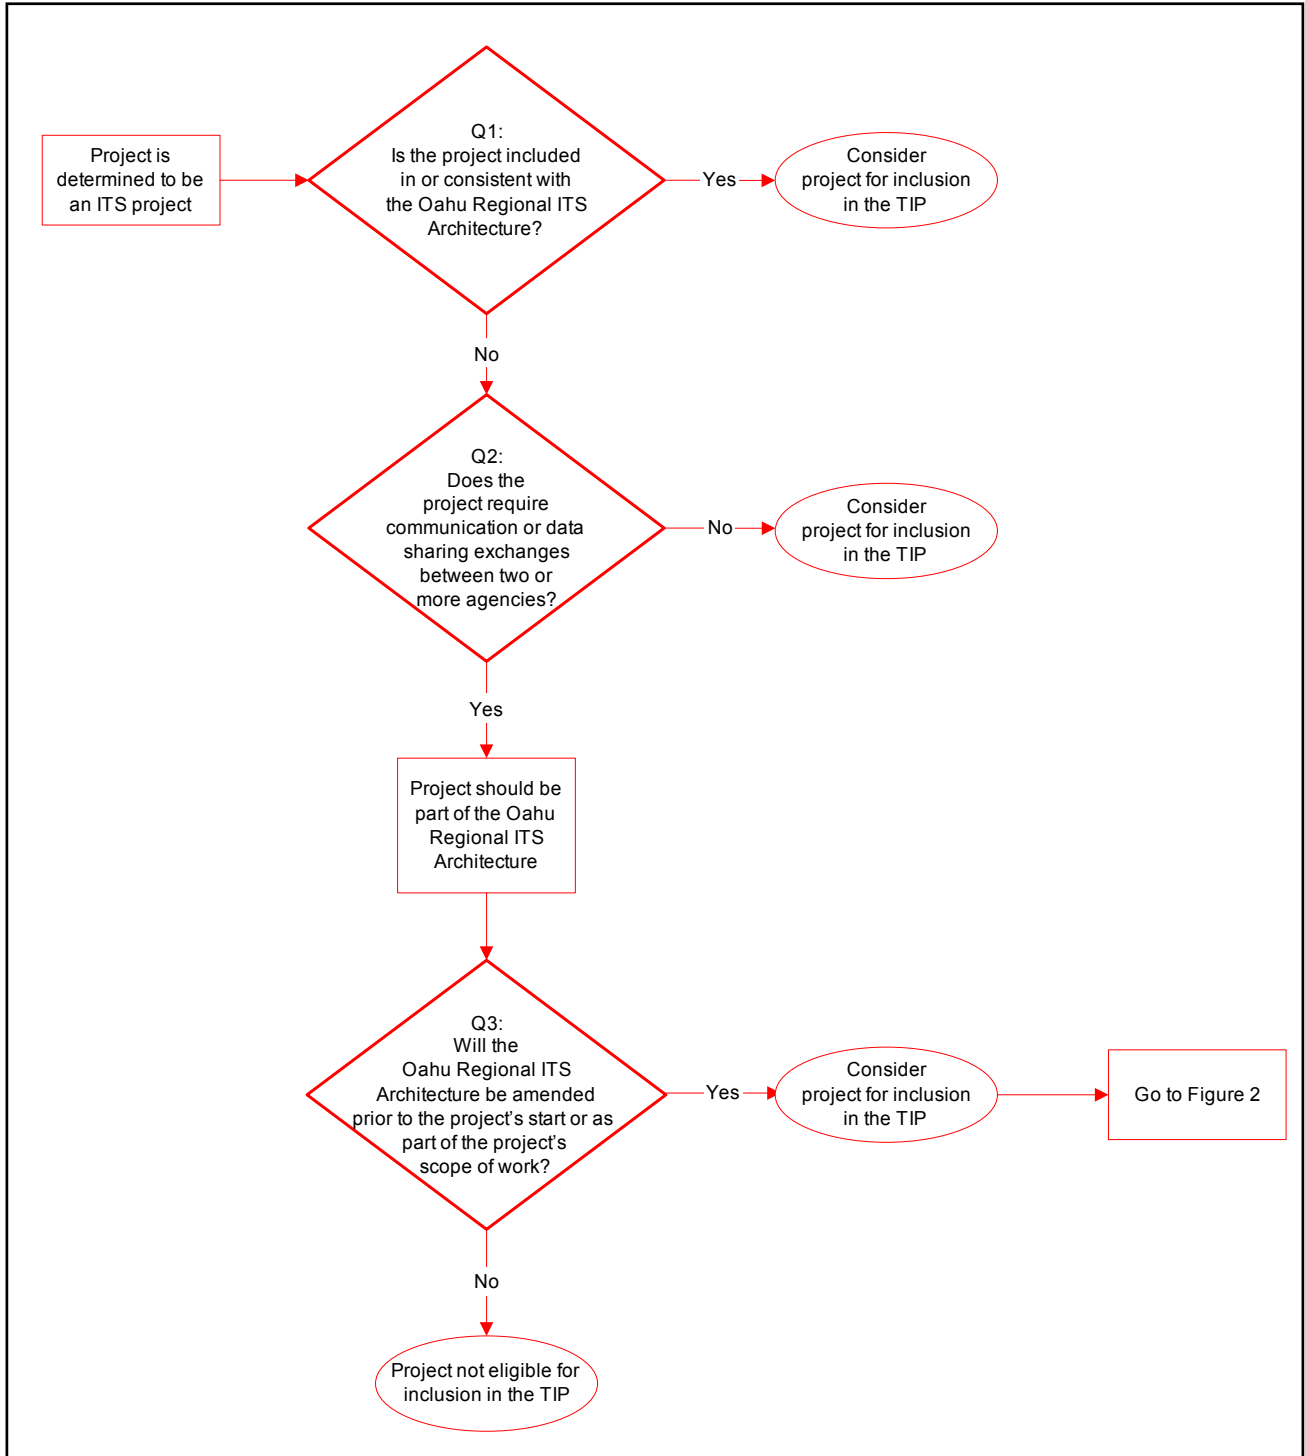 Project is
determined to be
an ITS project
Q1:
Is the project included
in or consistent with
the Oahu Regional ITS
Architecture?
Yes
Consider
project for inclusion
in the TIP
No
Q2:
Does the
project require
communication or data
sharing exchanges
between two or
more agencies?
No
Consider
project for inclusion
in the TIP
Yes
Project should be
part of the Oahu
Regional ITS
Architecture
Q3:
Will the
Oahu Regional ITS
Architecture be amended
prior to the project's start or as
part of the project's
scope of work?
Yes
Consider
project for inclusion
in the TIP
Go to Figure 2
No
Project not eligible for
inclusion in the TIP